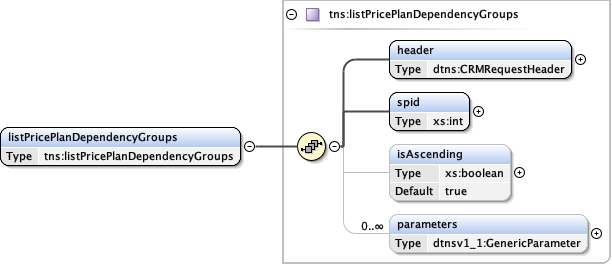 tns:listPricePlanDependencyGroups
header
Type dtns:CRMRequestHeader
spid
Type xs:int
listPricePlanDependencyGroups
Type tns:listPricePlanDependencyGroups
isAscending
Type xs:boolean
Default true
0..∞
parameters
Type dtnsv1_1:GenericParameter